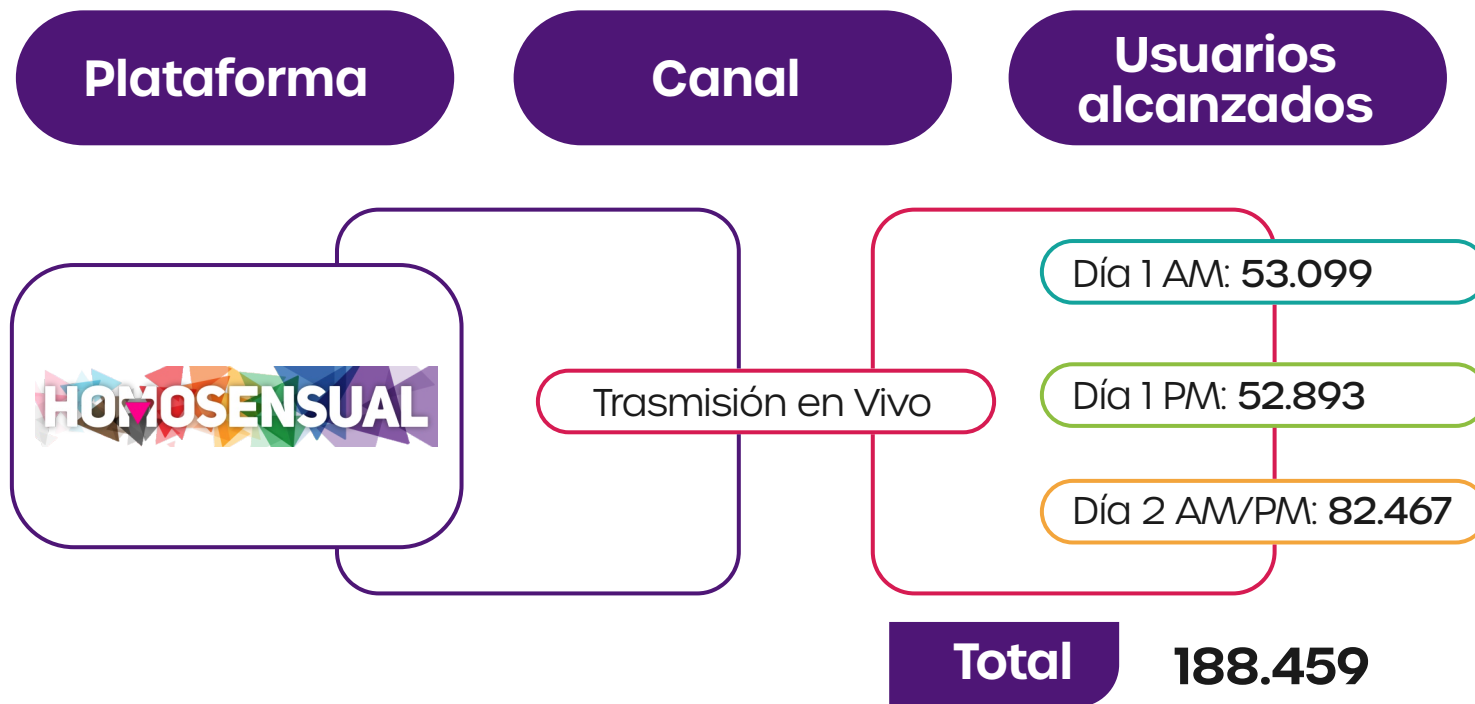 Plataforma
Canal
Usuarios
alcanzados
HOMOSENSUAL
Trasmisión en Vivo
Día 1 AM: 53.099
Día 1 PM: 52.893
Día 2 AM/PM: 82.467
Total
188.459